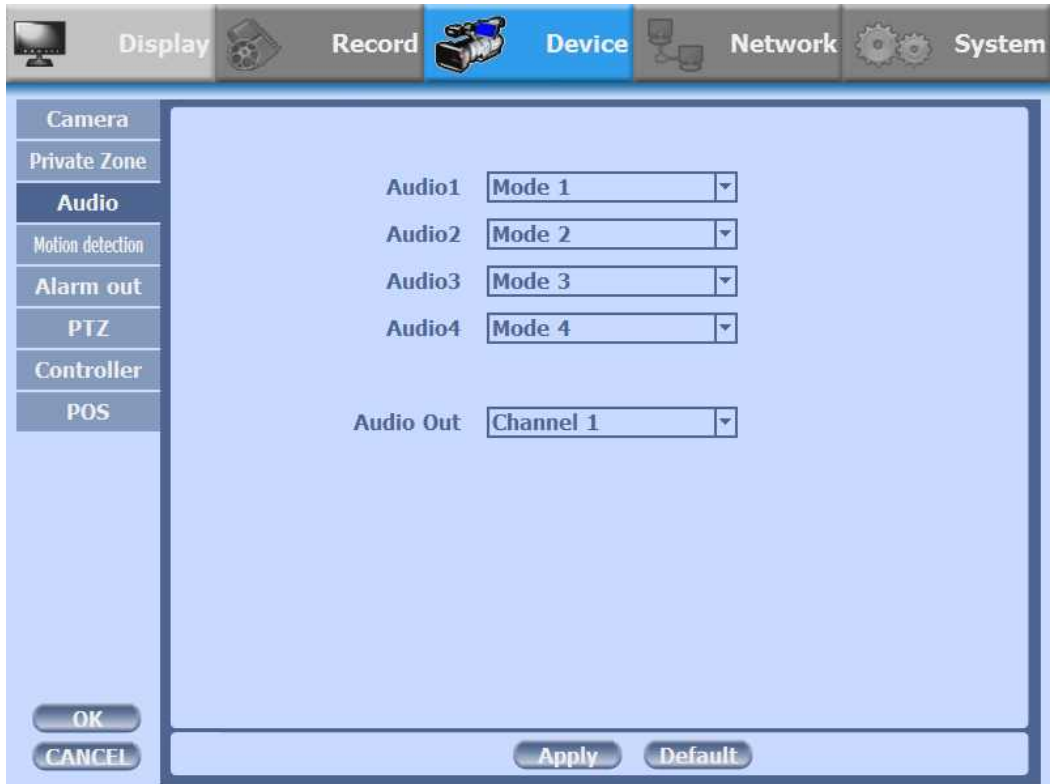 Display Record Device Network System
Camera
Private Zone
Audio
Motion detection
Alarm out
PTZ
Controller
POS
Audio1 Mode 1
Audio2 Mode 2
Audio3 Mode 3
Audio4 Mode 4
Audio Out Channel 1
OK
CANCEL
Apply Default